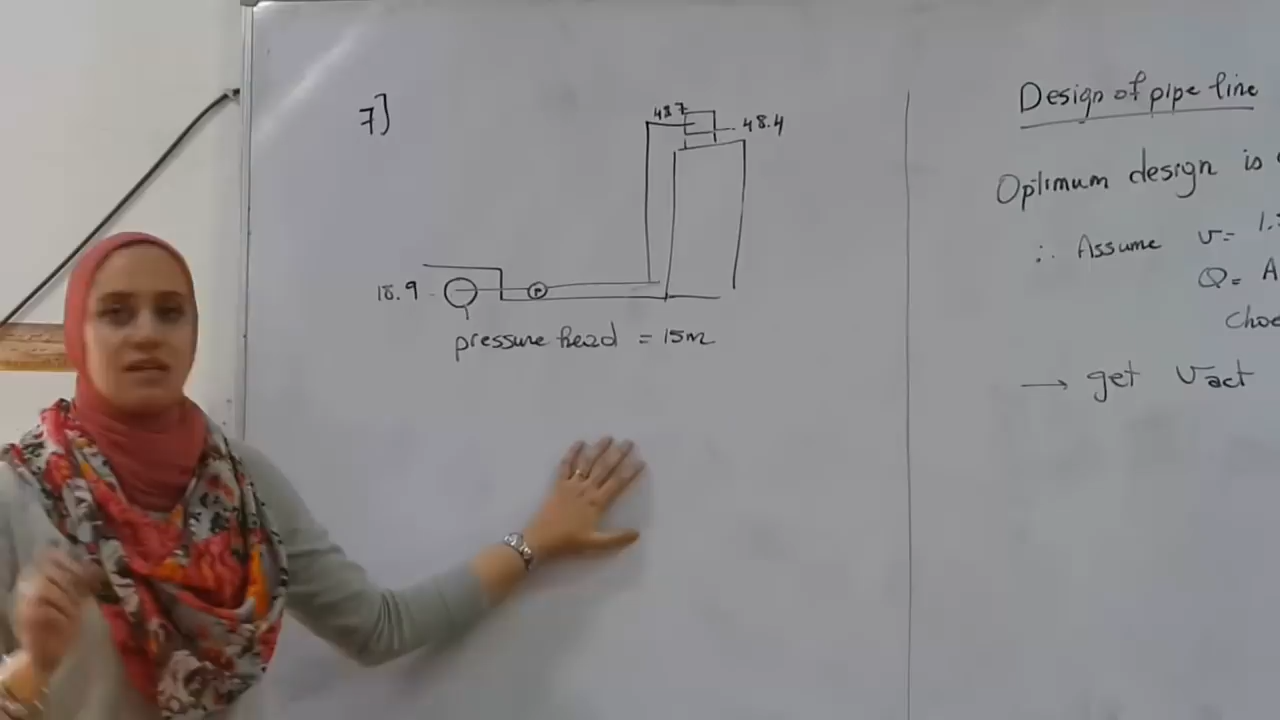 7]
48.7
48.4
18.9
P
pressure head = 15m
Design of pipe line
Optimum design is
∴ Assume v= 1.
Q= A
Choo
→ get Vact